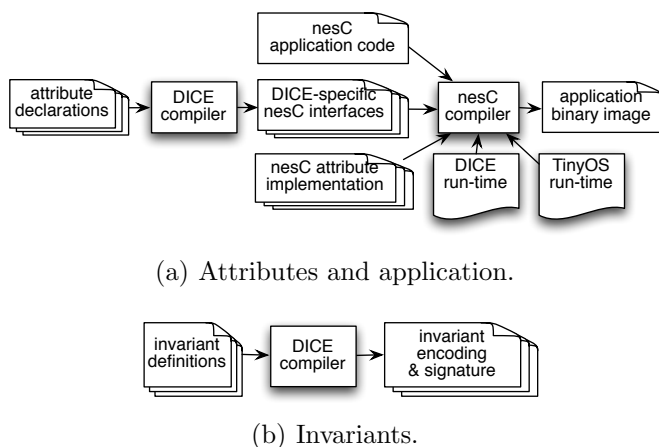 nesC
application code
attribute
declarations
DICE
compiler
DICE-specific
nesC interfaces
nesC
compiler
application
binary image
nesC attribute
implementation
DICE
run-time
TinyOS
run-time
(a) Attributes and application.
invariant
definitions
DICE
compiler
invariant
encoding
& signature
(b) Invariants.